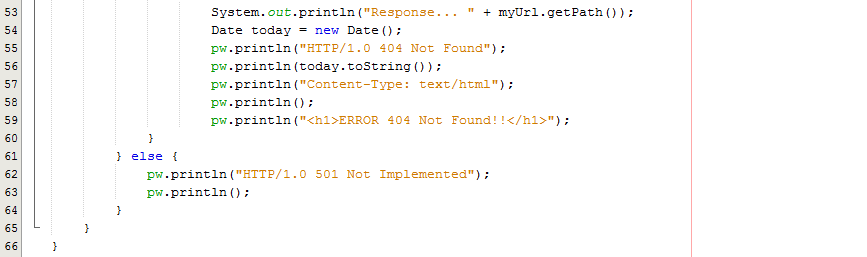 53 System.out.println("Response... " + myUrl.getPath());
54 Date today = new Date();
55 pw.println("HTTP/1.0 404 Not Found");
56 pw.println(today.toString());
57 pw.println("Content-Type: text/html");
58 pw.println();
59 pw.println("<h1>ERROR 404 Not Found!!</h1>");
60 }
61 } else {
62 pw.println("HTTP/1.0 501 Not Implemented");
63 pw.println();
64 }
65 }
66 }